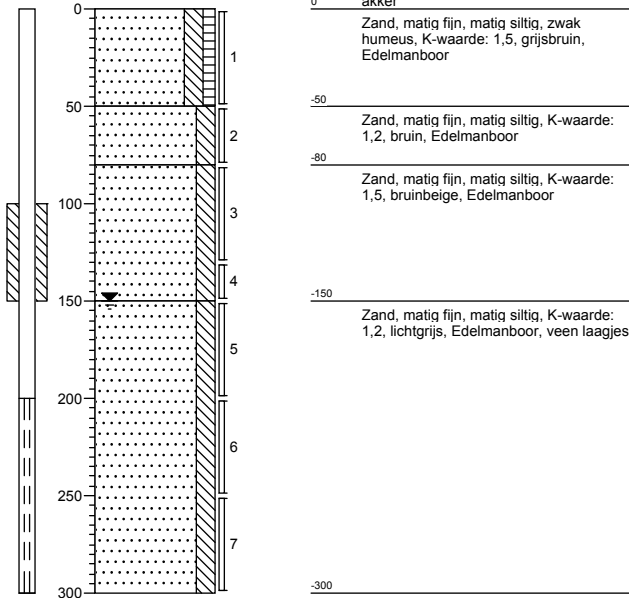 0
50
100
150
200
250
300
1
2
3
4
5
6
7
0
akker
Zand, matig fijn, matig siltig, zwak
humeus, K-waarde: 1,5, grijsbruin,
Edelmanboor
-50
Zand, matig fijn, matig siltig, K-waarde:
1,2, bruin, Edelmanboor
-80
Zand, matig fijn, matig siltig, K-waarde:
1,5, bruinbeige, Edelmanboor
-150
Zand, matig fijn, matig siltig, K-waarde:
1,2, lichtgrijs, Edelmanboor, veen laagjes
-300